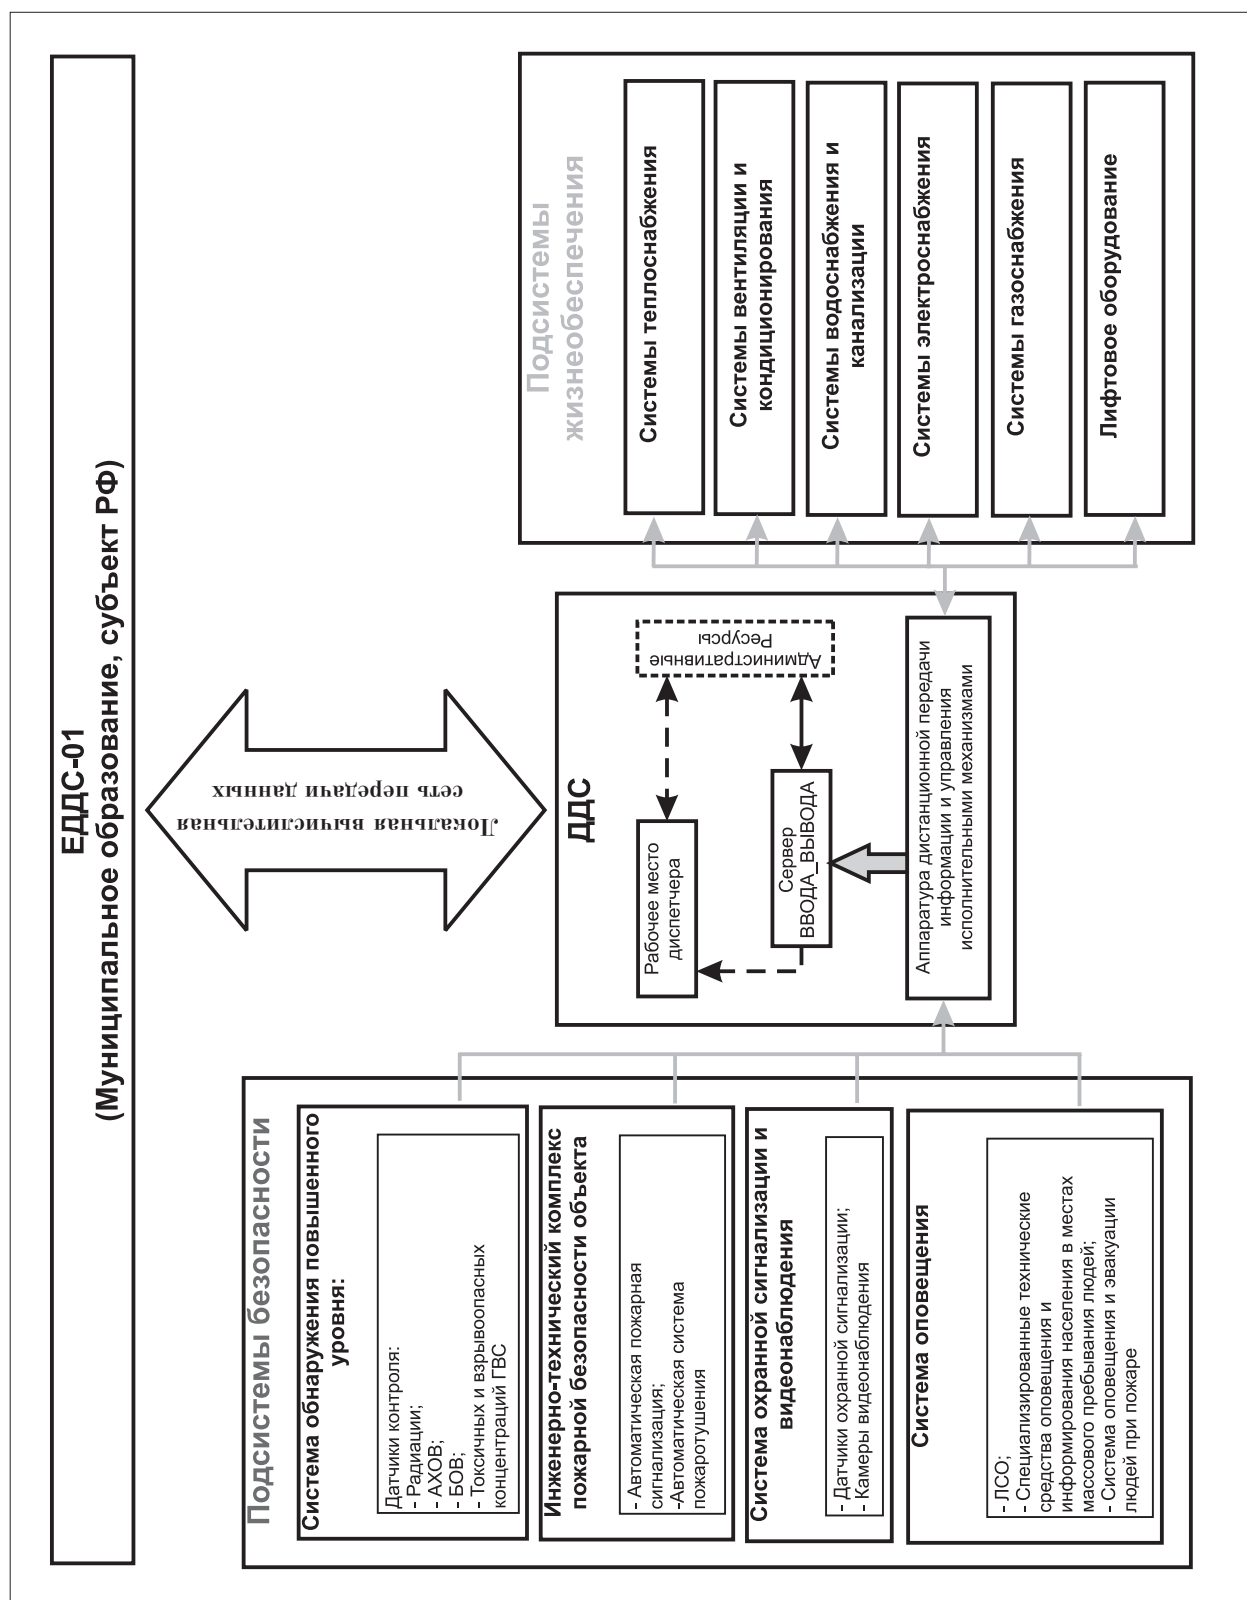 ЕДДС-01
(Муниципальное образование, субъект РФ)
Локальная вычислительная
сеть передачи данных
Подсистемы безопасности
Система обнаружения повышенного
уровня:
Датчики контроля:
- Радиации;
- АХОВ;
- БОВ;
- Токсичных и взрывоопасных
концентраций ГВС
Инженерно-технический комплекс
пожарной безопасности объекта
- Автоматическая пожарная
сигнализация;
-Автоматическая система
пожаротушения
Система охранной сигнализации и
видеонаблюдения
- Датчики охранной сигнализации;
- Камеры видеонаблюдения
Система оповещения
- ЛСО;
- Специализированные технические
средства оповещения и
информирования населения в местах
массового пребывания людей;
- Система оповещения и эвакуации
людей при пожаре
ДДС
Рабочее место
диспетчера
Административные
Ресурсы
Сервер
ВВОДА_ВЫВОДА
Аппаратура дистанционной передачи
информации и управления
исполнительными механизмами
Подсистемы
жизнеобеспечения
Системы теплоснабжения
Системы вентиляции и
кондиционирования
Системы водоснабжения и
канализации
Системы электроснабжения
Системы газоснабжения
Лифтовое оборудование